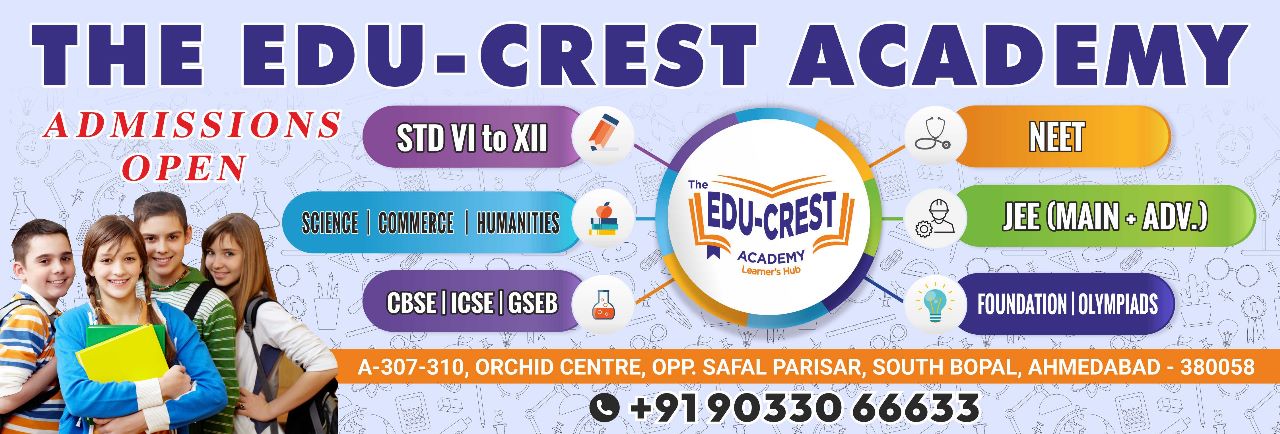 THE EDU-CREST ACADEMY
ADMISSIONS
OPEN
STD VI to XII
SCIENCE | COMMERCE | HUMANITIES
CBSE | ICSE | GSEB
The
EDU-CREST
ACADEMY
Learner's Hub
NEET
JEE (MAIN + ADV.)
FOUNDATION | OLYMPIADS
A-307-310, ORCHID CENTRE, OPP. SAFAL PARISAR, SOUTH BOPAL, AHMEDABAD - 380058
+91 90330 66633